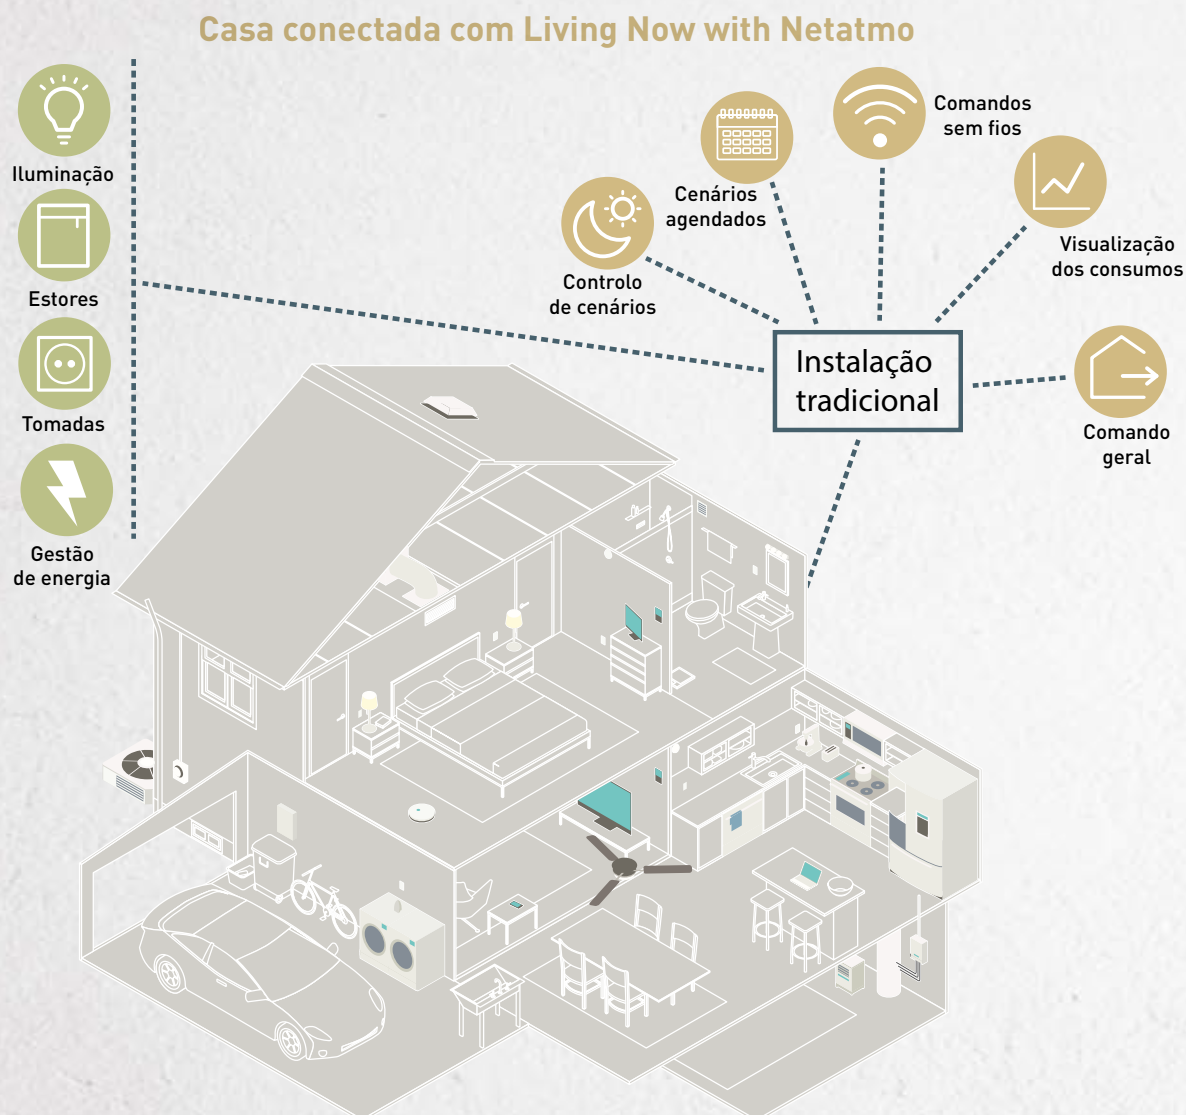 Casa conectada com Living Now with Netatmo
Iluminação
Estores
Tomadas
Gestão
de energia
Controlo
de cenários
Cenários
agendados
Comandos
sem fios
Visualização
dos consumos
Instalação
tradicional
Comando
geral